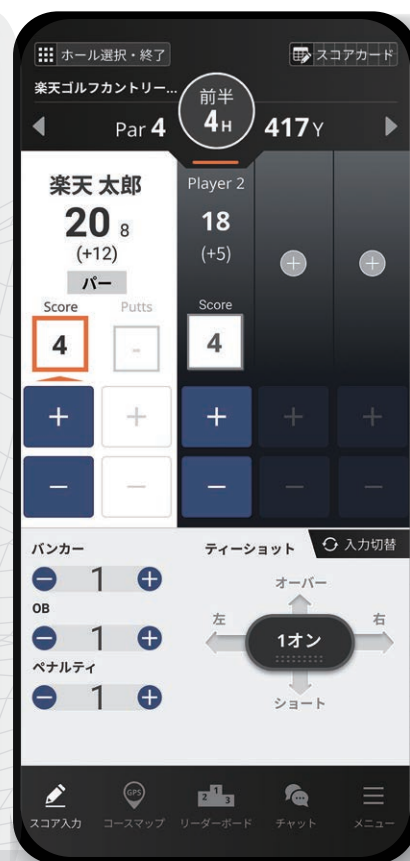 ホール選択・終了
スコアカード
楽天ゴルフカントリー...
前半
Par 4
4H
417Y
楽天 太郎
20 8
(+12)
パー
Score
Putts
4
-
Player 2
18
(+5)
Score
4
+
+
+
+
+
+
+
−
−
−
−
−
バンカー
− 1 +
OB
− 1 +
ペナルティ
− 1 +
ティーショット
入力切替
オーバー
左
1オン
右
ショート
GPS
2 1 3
スコア入力
コースマップ
リーダーボード
チャット
メニュー